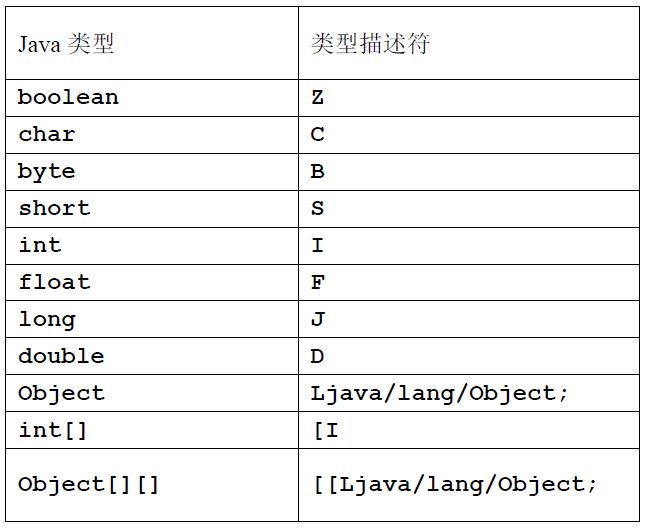 Java 类型 类型描述符
boolean Z
char C
byte B
short S
int I
float F
long J
double D
Object Ljava/lang/Object;
int[] [I
Object[][] [[Ljava/lang/Object;